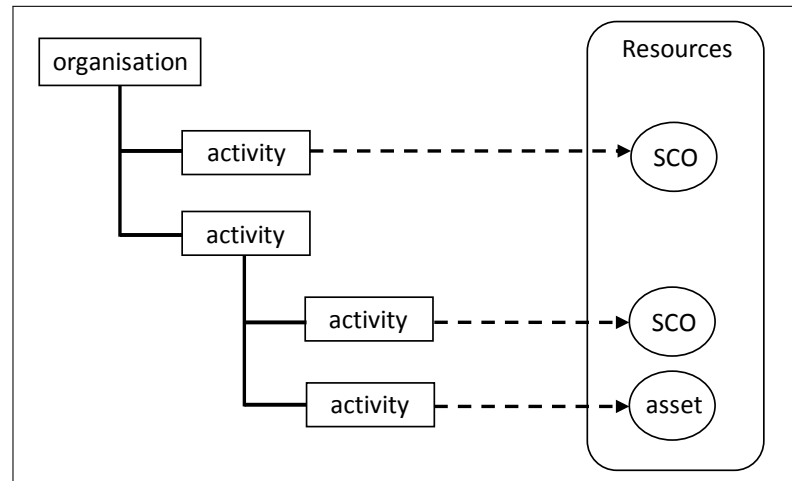 Resources
organisation
activity
SCO
activity
activity
SCO
activity
asset